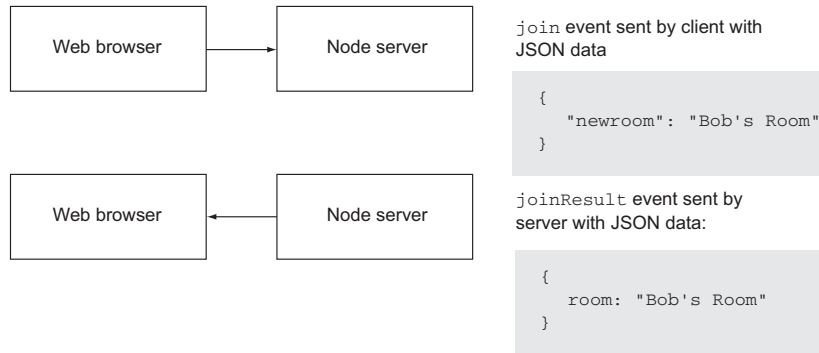 Web browser
Node server
join event sent by client with
JSON data
{
"newroom": "Bob's Room"
}
Web browser
Node server
joinResult event sent by
server with JSON data:
{
room: "Bob's Room"
}